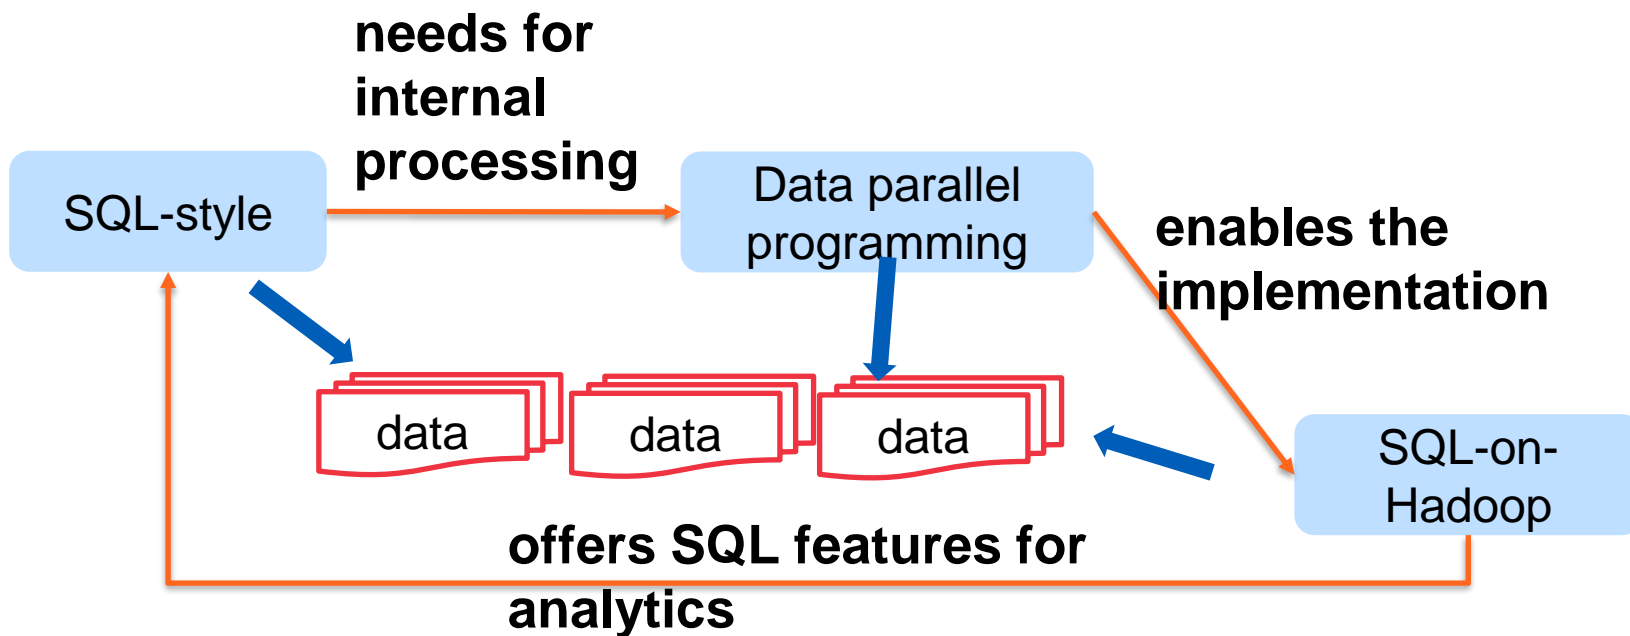 needs for
internal
processing
SQL-style
Data parallel
programming
enables the
implementation
data
data
data
SQL-on-
Hadoop
offers SQL features for
analytics